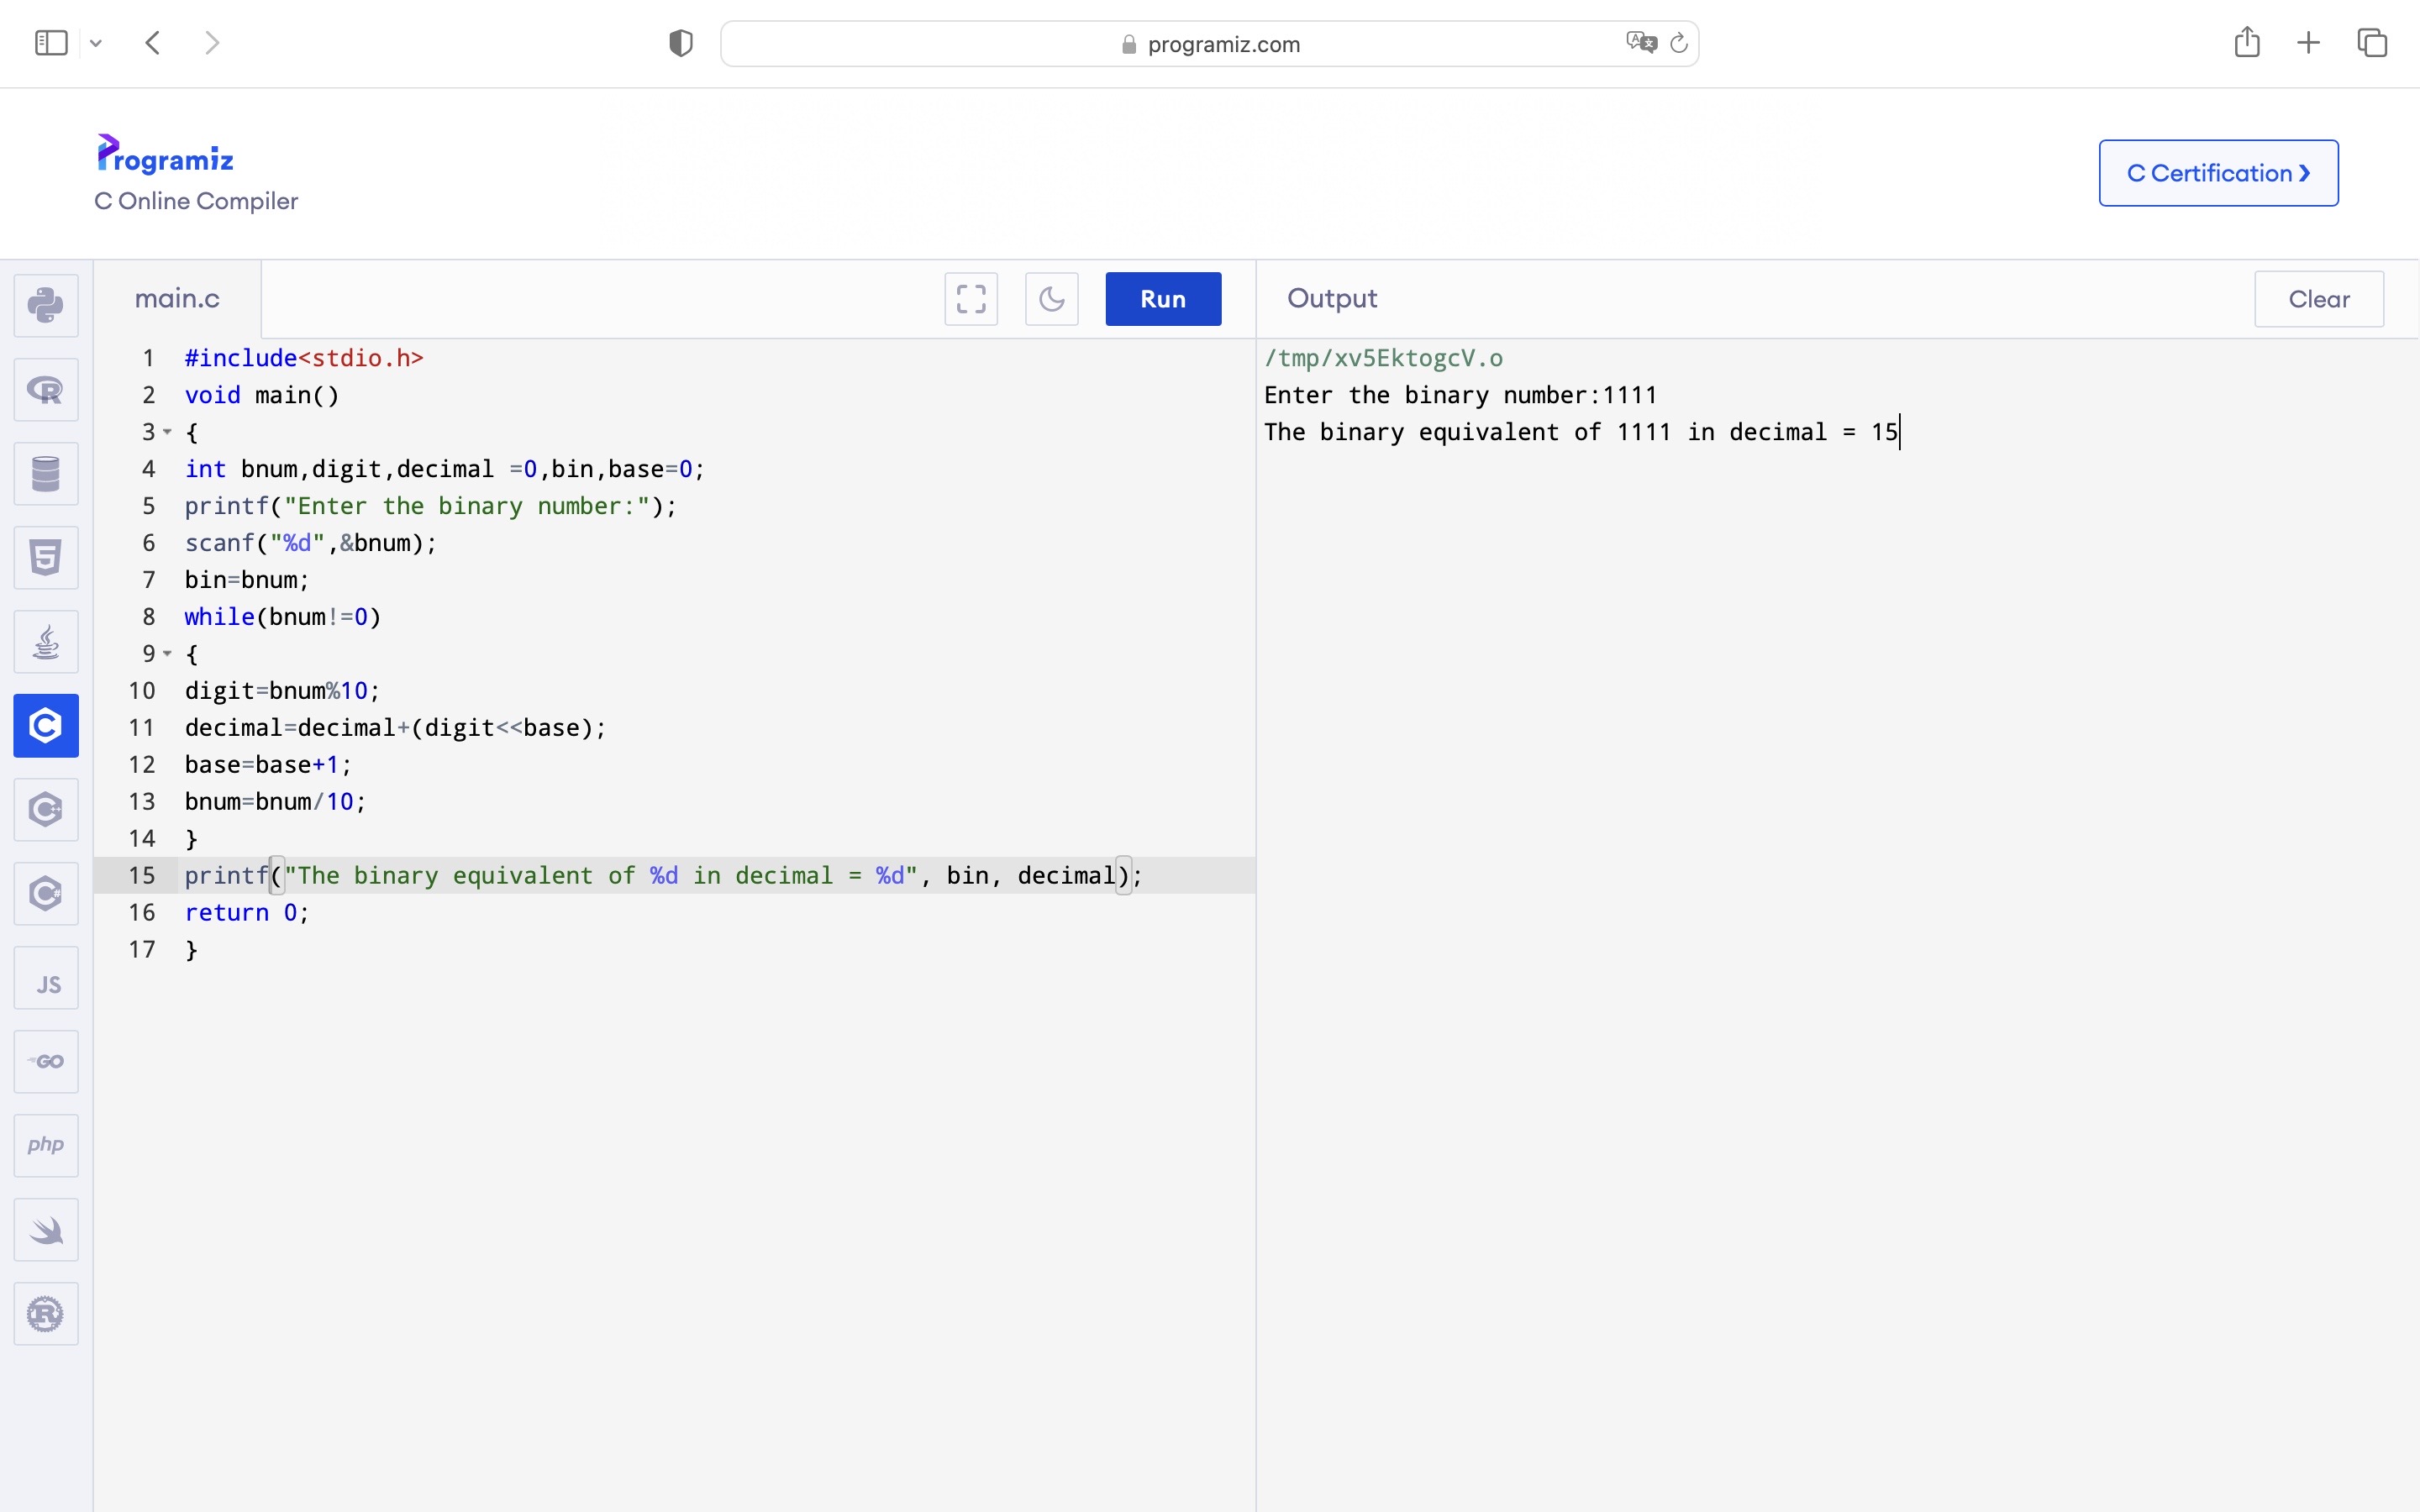 programiz.com
Programiz
C Online Compiler
C Certification ❯
main.c
Run
Output
Clear
1 #include<stdio.h>
2 void main()
3 {
4 int bnum,digit,decimal =0,bin,base=0;
5 printf("Enter the binary number:");
6 scanf("%d",&bnum);
7 bin=bnum;
8 while(bnum!=0)
9 {
10 digit=bnum%10;
11 decimal=decimal+(digit<<base);
12 base=base+1;
13 bnum=bnum/10;
14 }
15 printf("The binary equivalent of %d in decimal = %d", bin, decimal);
16 return 0;
17 }
/tmp/xv5EktogcV.o
Enter the binary number:1111
The binary equivalent of 1111 in decimal = 15
R
5
C
C++
C#
JS
GO
php
R